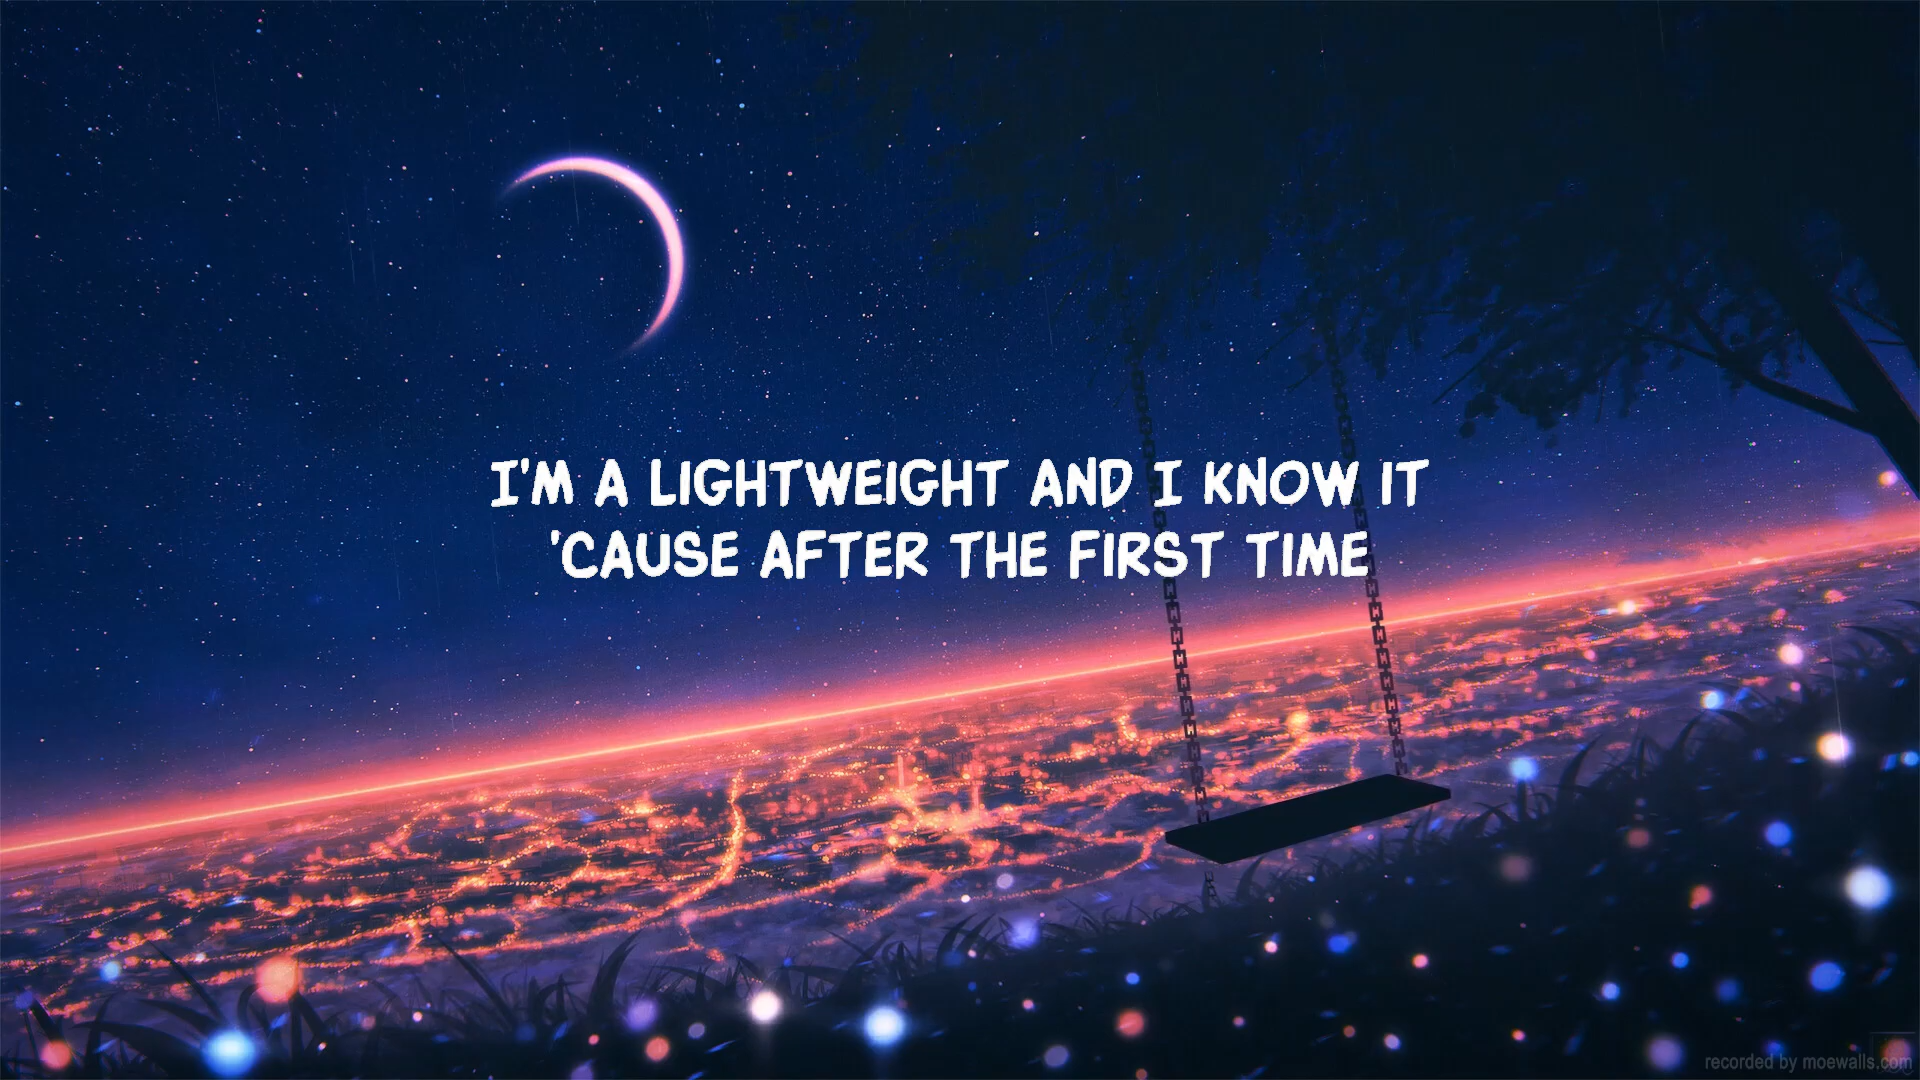 I'M A LIGHTWEIGHT AND I KNOW IT
'CAUSE AFTER THE FIRST TIME
recorded by moewalls.com